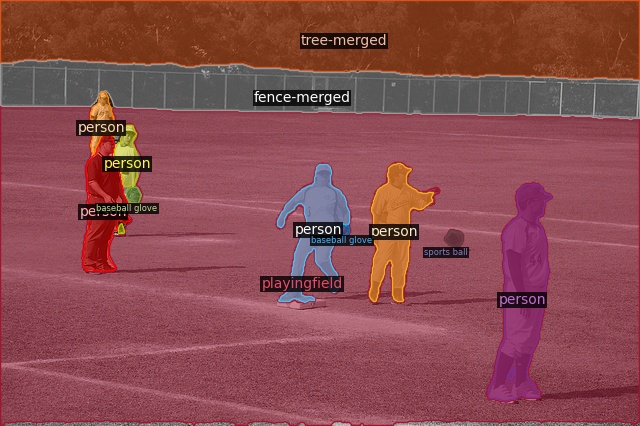 tree-merged
fence-merged
person
person
person
baseball glove
person
person
baseball glove
sports ball
playingfield
person